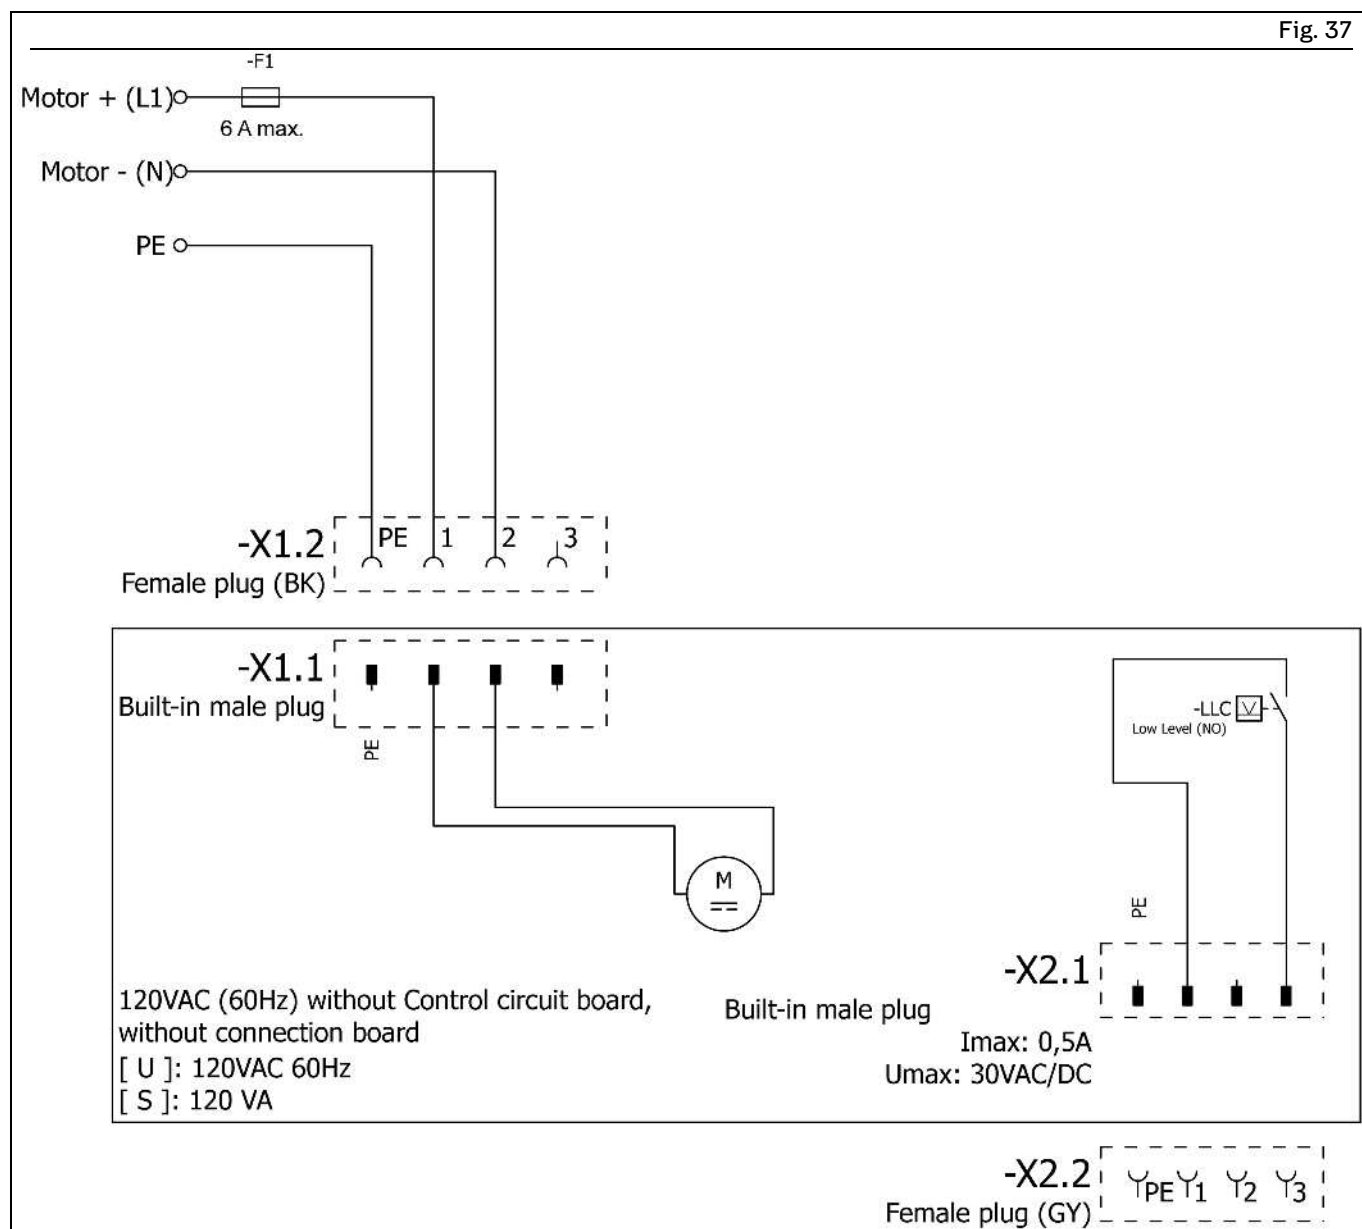 Fig. 37
-F1
Motor + (L1)
6 A max.
Motor - (N)
PE
-X1.2
PE 1 2 3
Female plug (BK)
-X1.1
Built-in male plug
PE
-LLC
Low Level (NO)
M
PE
-X2.1
120VAC (60Hz) without Control circuit board,
without connection board
Built-in male plug
[ U ]: 120VAC 60Hz
[ S ]: 120 VA
Imax: 0,5A
Umax: 30VAC/DC
-X2.2
PE 1 2 3
Female plug (GY)